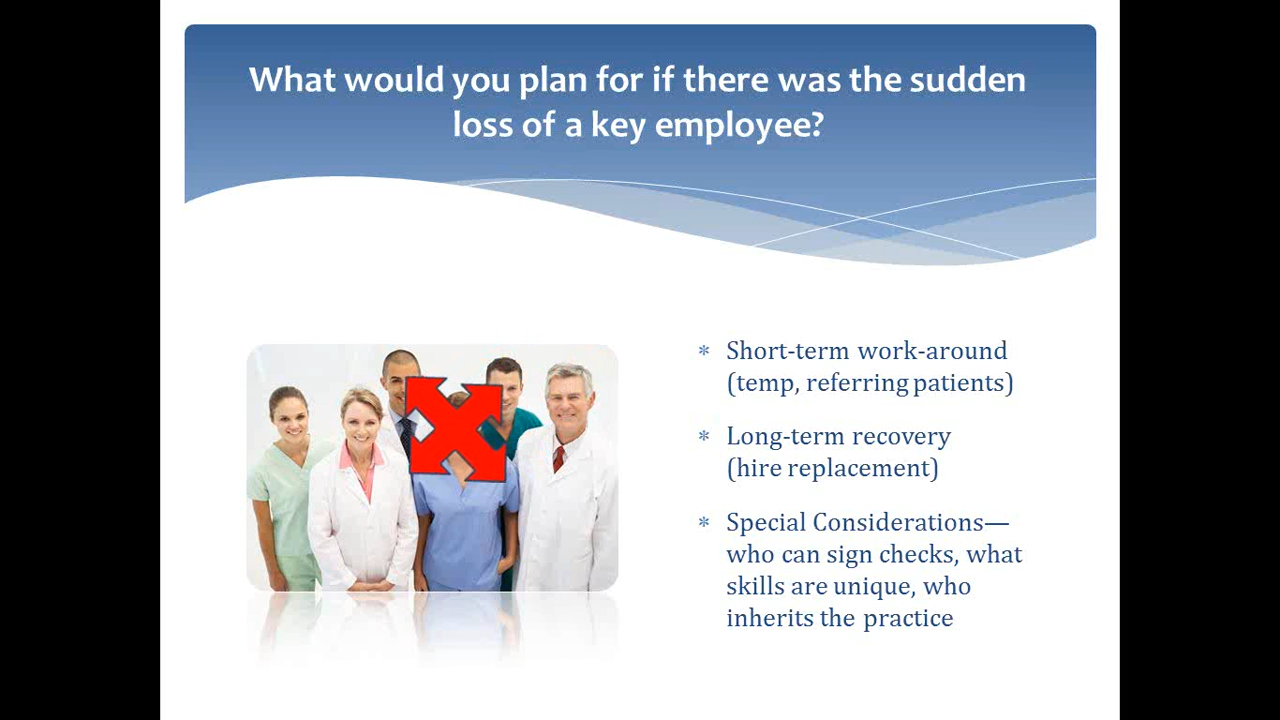 What would you plan for if there was the sudden
loss of a key employee?
* Short-term work-around
(temp, referring patients)
* Long-term recovery
(hire replacement)
* Special Considerations—
who can sign checks, what
skills are unique, who
inherits the practice